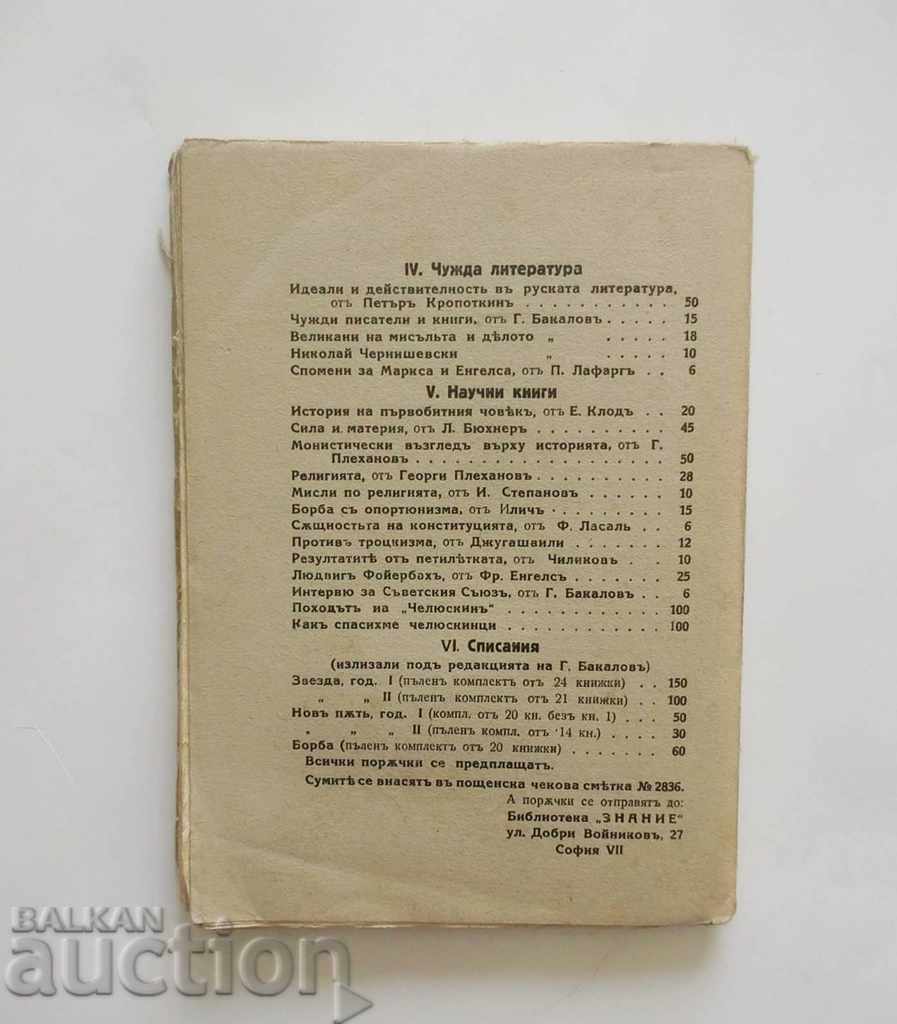 IV. Чужда литература
Идеали и действителность въ руската литература,
отъ Петъръ Кропоткинъ . . . . . . . . . . . 50
Чужди писатели и книги, отъ Г. Бакаловъ . . . . . 15
Великани на мисъльта и дѣлото „ . . . . . 18
Николай Чернишевски „ . . . . . 10
Спомени за Маркса и Енгелса, отъ П. Лафаргъ . . 6
V. Научни книги
История на първобитния човѣкъ, отъ Е. Клодъ . . 20
Сила и материя, отъ Л. Бюхнеръ . . . . . . . . . . 45
Монистически възгледъ върху историята, отъ Г.
Плехановъ . . . . . . . . . . . . . . . . . . . 50
Религията, отъ Георги Плехановъ . . . . . . . . . 28
Мисли по религията, отъ И. Степановъ . . . . . . 10
Борба съ опортюнизма, отъ Иличъ . . . . . . . . 15
Сѫщностьта на конституцията, отъ Ф. Ласаль . . 6
Противъ троцкизма, отъ Джугашвили . . . . . . 12
Резултатитѣ отъ петилѣтката, отъ Чиликовъ . . 10
Людвигъ Фойербахъ, отъ Фр. Енгелсъ . . . . . . . 25
Интервю за Съветския Съюзъ, отъ Г. Бакаловъ . . 6
Походътъ иа „Челюскинъ“ . . . . . . . . . . . . 100
Какъ спасихме челюскинци . . . . . . . . . . . . 100
VI. Списания
(излизали подъ редакцията на Г. Бакаловъ)
Звезда, год. I (пъленъ комплектъ отъ 24 книжки) . . 150
„ „ II (пъленъ комплектъ отъ 21 книжки) . . 100
Новъ пѫть, год. I (компл. отъ 20 кн. безъ кн. 1) . . . 50
„ „ „ II (пъленъ компл. отъ 14 кн.) . . . . 30
Борба (пъленъ комплектъ отъ 20 книжки) . . . . . . . 60
Всички порѫчки се предплащатъ.
Сумитѣ се внасятъ въ пощенска чекова смѣтка № 2836.
А порѫчки се отправятъ до:
Библиотека „ЗНАНИЕ“
ул. Добри Войниковъ, 27
София VII
BALKAN
auction